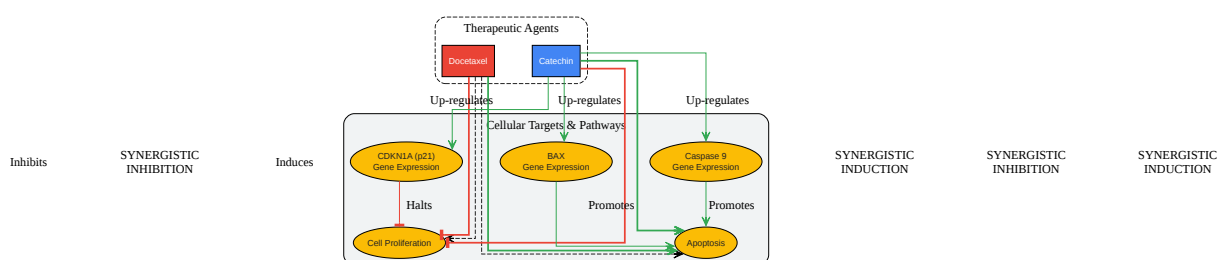 Therapeutic Agents
Docetaxel
Catechin
Up-regulates
Up-regulates
Up-regulates
Cellular Targets & Pathways
Inhibits
SYNERGISTIC
INHIBITION
Induces
CDKN1A (p21)
Gene Expression
BAX
Gene Expression
Caspase 9
Gene Expression
SYNERGISTIC
INDUCTION
SYNERGISTIC
INHIBITION
SYNERGISTIC
INDUCTION
Halts
Promotes
Promotes
Cell Proliferation
Apoptosis